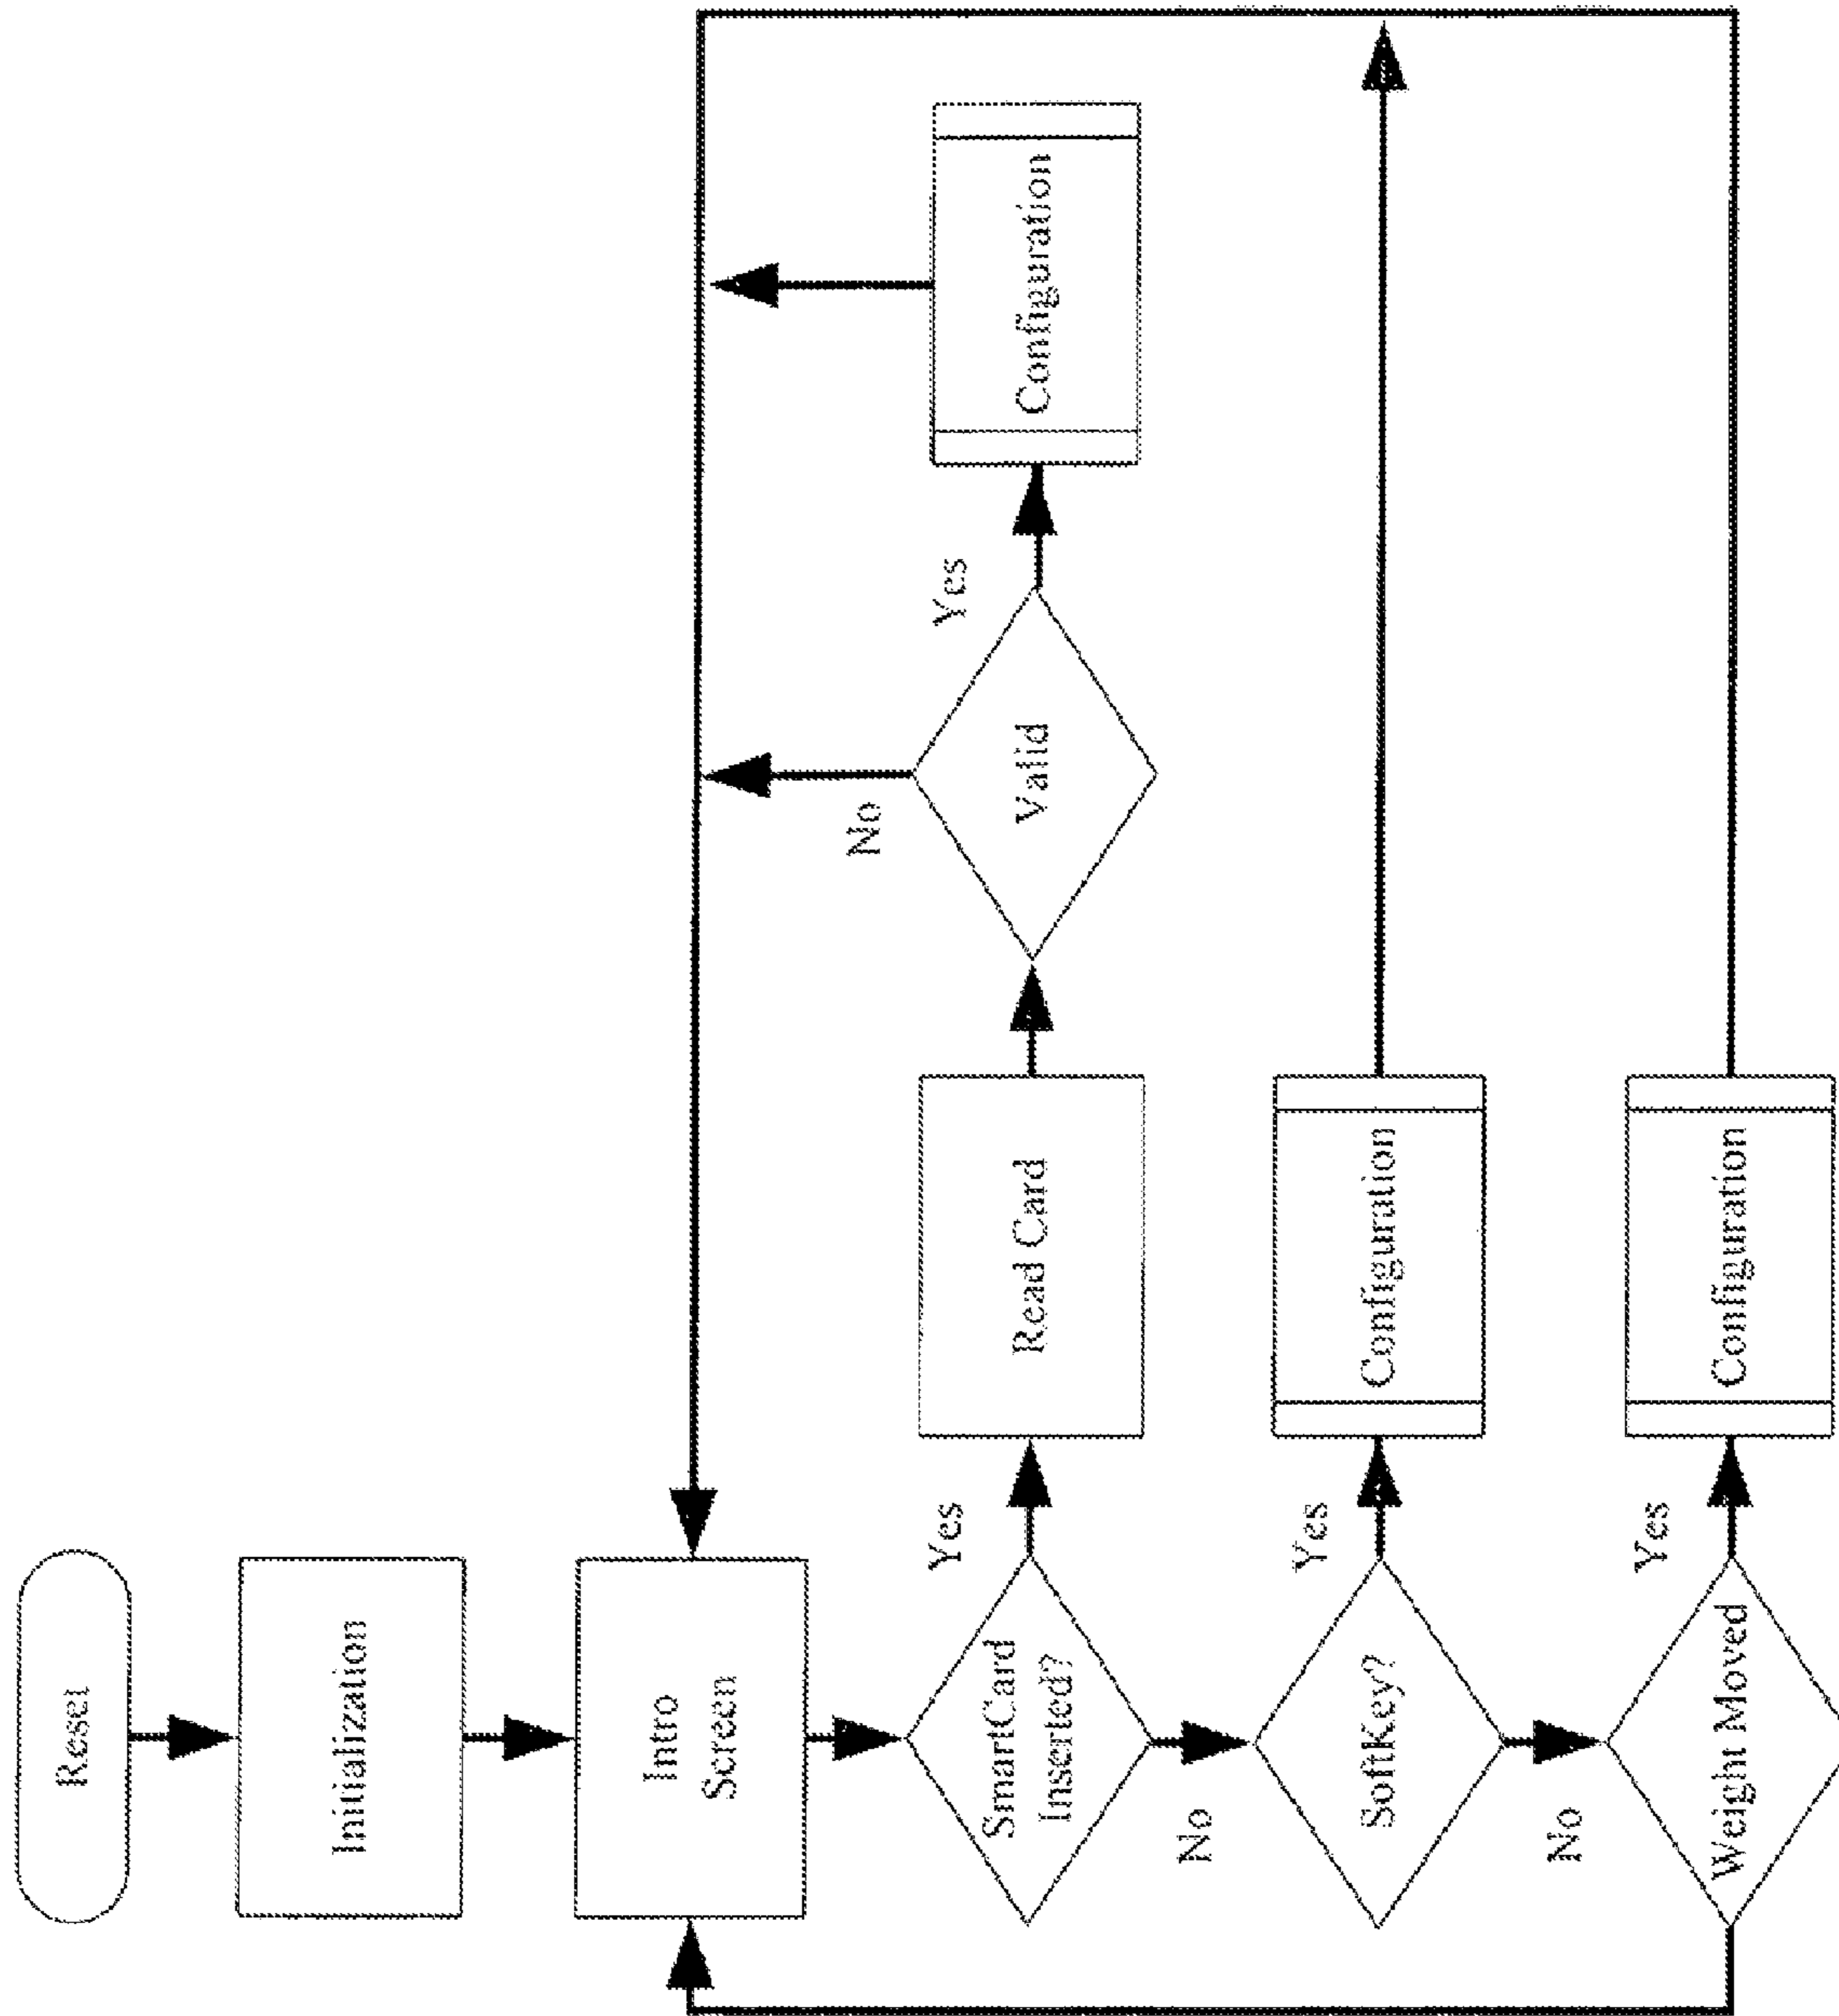 Reset
Initialization
Intro
Screen
SmartCard
Inserted?
Yes
Read Card
Valid
No
Yes
Configuration
No
SoftKey?
Yes
Configuration
No
Weight Moved
Yes
Configuration